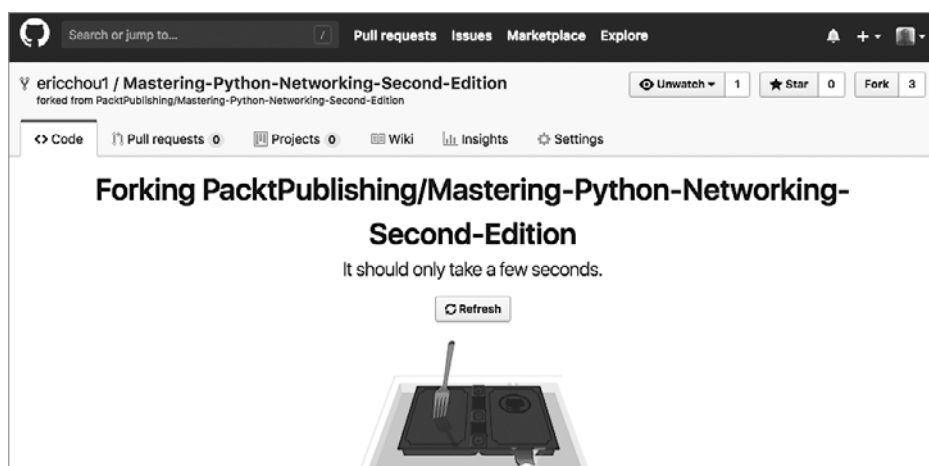 Search or jump to... / Pull requests Issues Marketplace Explore
ericchou1 / Mastering-Python-Networking-Second-Edition Unwatch 1 Star 0 Fork 3
forked from PacktPublishing/Mastering-Python-Networking-Second-Edition
<> Code Pull requests 0 Projects 0 Wiki Insights Settings
Forking PacktPublishing/Mastering-Python-Networking-
Second-Edition
It should only take a few seconds.
Refresh